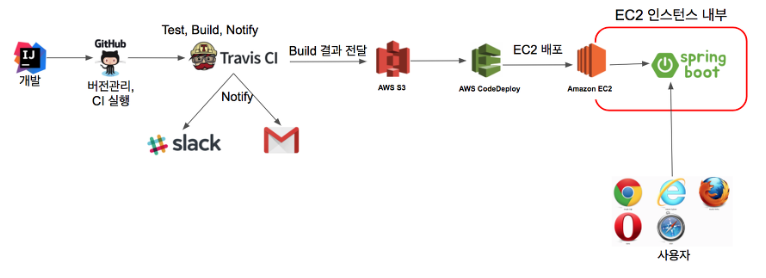 EC2 인스턴스 내부
Test, Build, Notify
GitHub
IJ
Travis CI
Build 결과 전달
EC2 배포
spring
boot
개발
버전관리,
CI 실행
AWS S3
AWS CodeDeploy
Amazon EC2
Notify
slack
사용자